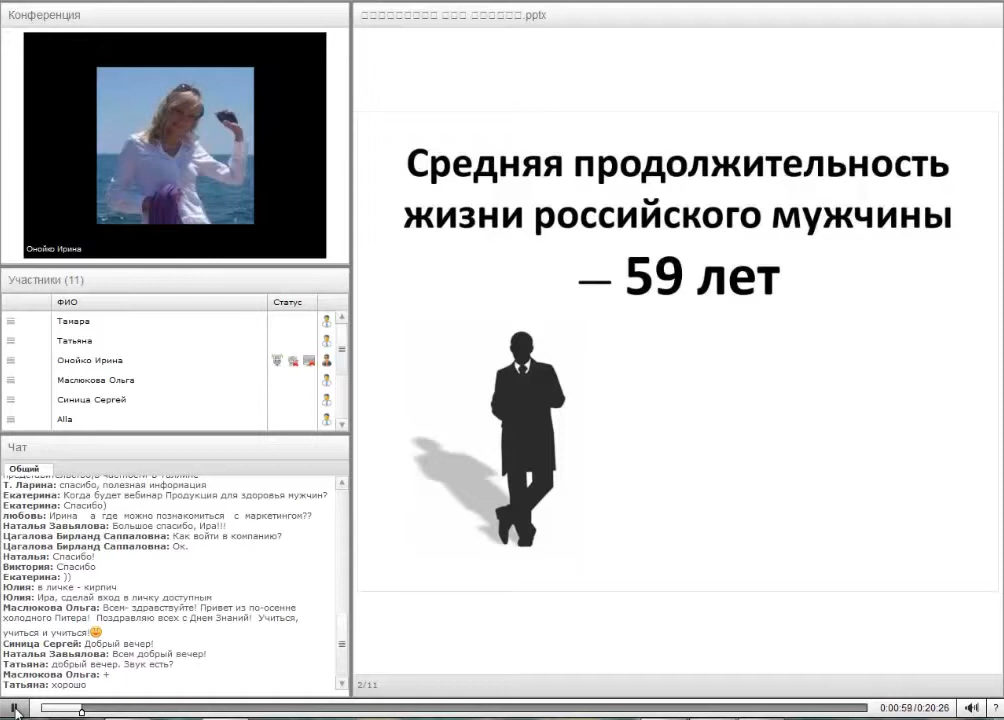 Конференция
Онойко Ирина
Участники (11)
ФИО Статус
Тамара
Татьяна
Онойко Ирина
Маслюкова Ольга
Синица Сергей
Alla
Чат
Общий
Т. Ларина: спасибо, полезная информация
Екатерина: Когда будет вебинар Продукция для здоровья мужчин?
Екатерина: Спасибо)
любовь: Ирина а где можно познакомиться с маркетингом??
Наталья Завьялова: Большое спасибо, Ира!!!
Цагалова Бирланд Саппаловна: Как войти в компанию?
Цагалова Бирланд Саппаловна: Ок.
Наталья: Спасибо!
Виктория: Спасибо
Екатерина: ))
Юлия: в личке - кирпич
Юлия: Ира, сделай вход в личку доступным
Маслюкова Ольга: Всем- здравствуйте! Привет из по-осенне
холодного Питера! Поздравляю всех с Днем Знаний! Учиться,
учиться и учиться!
Синица Сергей: Добрый вечер!
Наталья Завьялова: Всем добрый вечер!
Татьяна: добрый вечер. Звук есть?
Маслюкова Ольга: +
Татьяна: хорошо
.pptx
Средняя продолжительность
жизни российского мужчины
— 59 лет
2/11
0:00:59/0:20:26
?